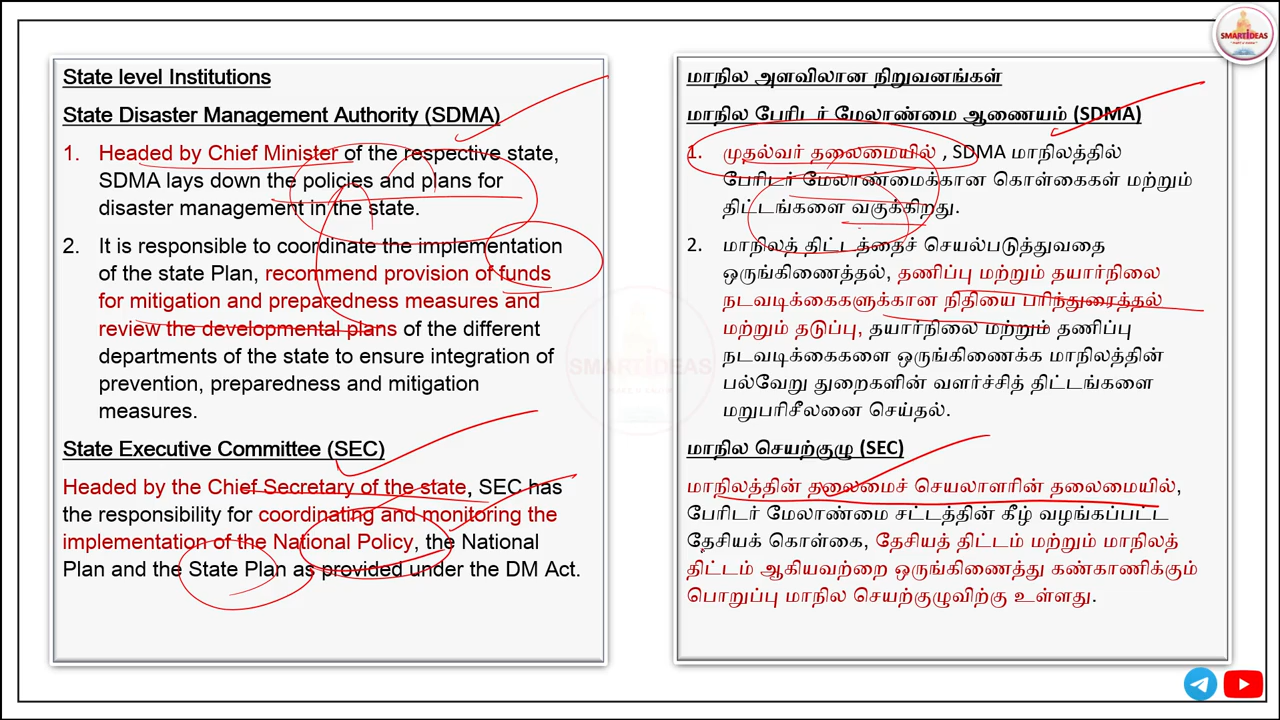 SMARTIDEAS
State level Institutions
State Disaster Management Authority (SDMA)
1. Headed by Chief Minister of the respective state,
SDMA lays down the policies and plans for
disaster management in the state.
2. It is responsible to coordinate the implementation
of the state Plan, recommend provision of funds
for mitigation and preparedness measures and
review the developmental plans of the different
departments of the state to ensure integration of
prevention, preparedness and mitigation
measures.
State Executive Committee (SEC)
Headed by the Chief Secretary of the state, SEC has
the responsibility for coordinating and monitoring the
implementation of the National Policy, the National
Plan and the State Plan as provided under the DM Act.
மாநில அளவிலான நிறுவனங்கள்
மாநில பேரிடர் மேலாண்மை ஆணையம் (SDMA)
1. முதல்வர் தலைமையில் , SDMA மாநிலத்தில்
பேரிடர் மேலாண்மைக்கான கொள்கைகள் மற்றும்
திட்டங்களை வகுக்கிறது.
2. மாநிலத் திட்டத்தைச் செயல்படுத்துவதை
ஒருங்கிணைத்தல், தணிப்பு மற்றும் தயார்நிலை
நடவடிக்கைகளுக்கான நிதியை பரிந்துரைத்தல்
மற்றும் தடுப்பு, தயார்நிலை மற்றும் தணிப்பு
நடவடிக்கைகளை ஒருங்கிணைக்க மாநிலத்தின்
பல்வேறு துறைகளின் வளர்ச்சித் திட்டங்களை
மறுபரிசீலனை செய்தல்.
மாநில செயற்குழு (SEC)
மாநிலத்தின் தலைமைச் செயலாளரின் தலைமையில்,
பேரிடர் மேலாண்மை சட்டத்தின் கீழ் வழங்கப்பட்ட
தேசியக் கொள்கை, தேசியத் திட்டம் மற்றும் மாநிலத்
திட்டம் ஆகியவற்றை ஒருங்கிணைத்து கண்காணிக்கும்
பொறுப்பு மாநில செயற்குழுவிற்கு உள்ளது.
SMARTIDEAS